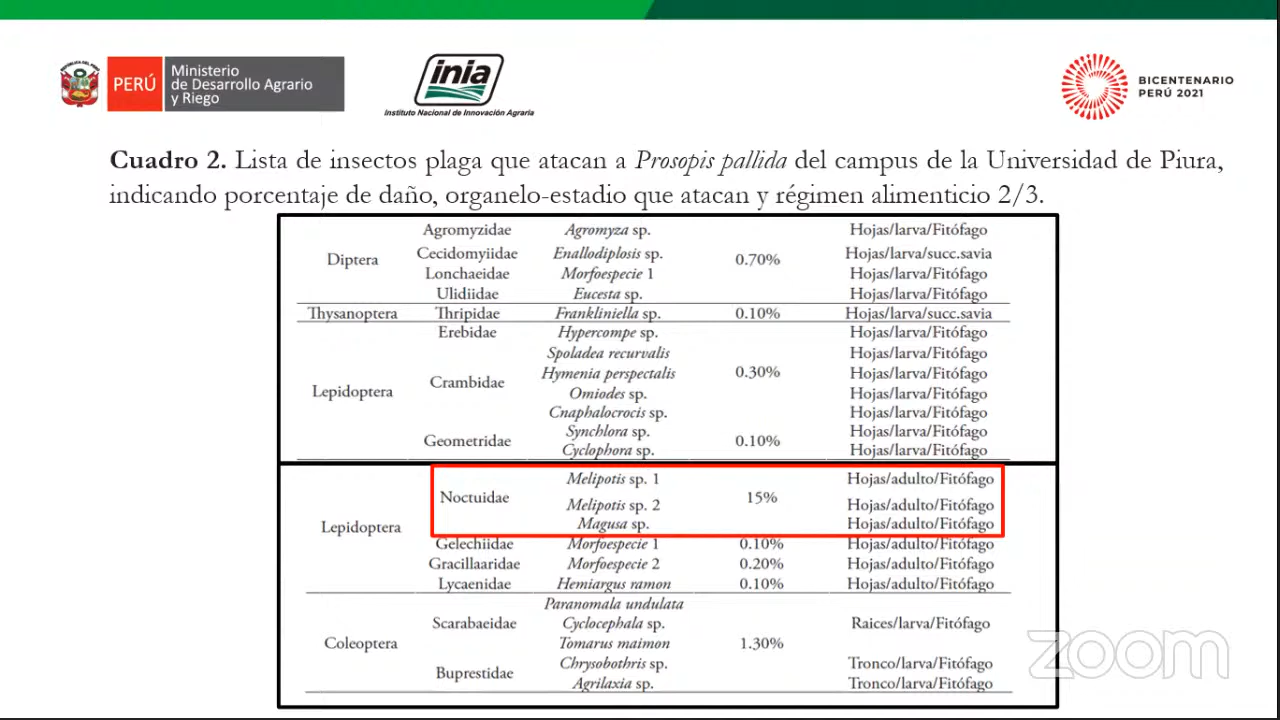 PERÚ
Ministerio
de Desarrollo Agrario
y Riego
inia
Instituto Nacional de Innovación Agraria
BICENTENARIO
PERÚ 2021
Cuadro 2. Lista de insectos plaga que atacan a Prosopis pallida del campus de la Universidad de Piura,
indicando porcentaje de daño, organelo-estadio que atacan y régimen alimenticio 2/3.
Agromyzidae Agromyza sp. Hojas/larva/Fitófago
Diptera Cecidomyiidae Enallodiplosis sp. 0.70% Hojas/larva/succ.savia
Lonchaeidae Morfoespecie 1 Hojas/larva/Fitófago
Ulidiidae Eucesta sp. Hojas/larva/Fitófago
Thysanoptera Thripidae Frankliniella sp. 0.10% Hojas/larva/succ.savia
Erebidae Hypercompe sp. Hojas/larva/Fitófago
Spoladea recurvalis Hojas/larva/Fitófago
Lepidoptera Crambidae Hymenia perspectalis 0.30% Hojas/larva/Fitófago
Omiodes sp. Hojas/larva/Fitófago
Cnaphalocrocis sp. Hojas/larva/Fitófago
Geometridae Synchlora sp. 0.10% Hojas/larva/Fitófago
Cyclophora sp. Hojas/larva/Fitófago
Melipotis sp. 1 Hojas/adulto/Fitófago
Noctuidae Melipotis sp. 2 15% Hojas/adulto/Fitófago
Lepidoptera Magusa sp. Hojas/adulto/Fitófago
Gelechiidae Morfoespecie 1 0.10% Hojas/adulto/Fitófago
Gracillaaridae Morfoespecie 2 0.20% Hojas/adulto/Fitófago
Lycaenidae Hemiargus ramon 0.10% Hojas/adulto/Fitófago
Paranomala undulata
Scarabaeidae Cyclocephala sp. Raices/larva/Fitófago
Coleoptera Tomarus maimon 1.30%
Buprestidae Chrysobothris sp. Tronco/larva/Fitófago
Agrilaxia sp. Tronco/larva/Fitófago
zoom